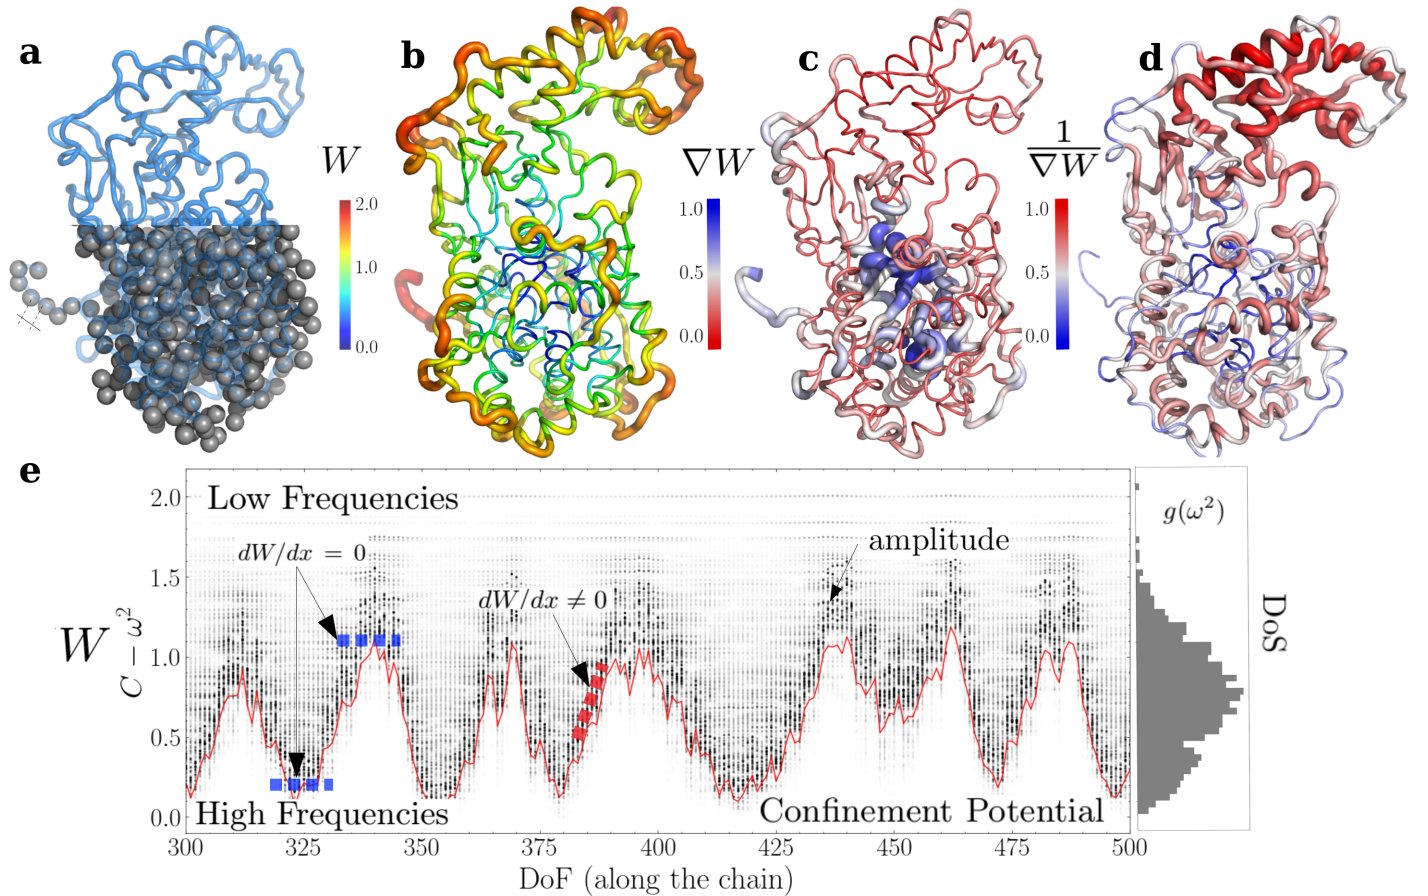 a
b
c
d
W
2.0
1.0
0.0
∇W
1.0
0.5
0.0
1/∇W
1.0
0.5
0.0
e
Low Frequencies
dW/dx = 0
dW/dx ≠ 0
amplitude
High Frequencies
Confinement Potential
W
C − ω²
2.0
1.5
1.0
0.5
0.0
300
325
350
375
400
425
450
475
500
DoF (along the chain)
g(ω²)
DoS